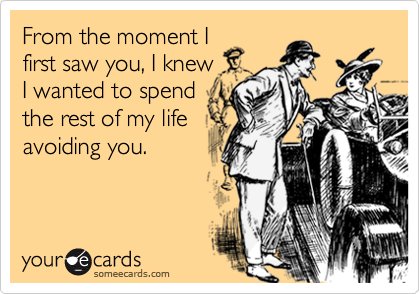 From the moment I
first saw you, I knew
I wanted to spend
the rest of my life
avoiding you.
your e cards
someecards.com